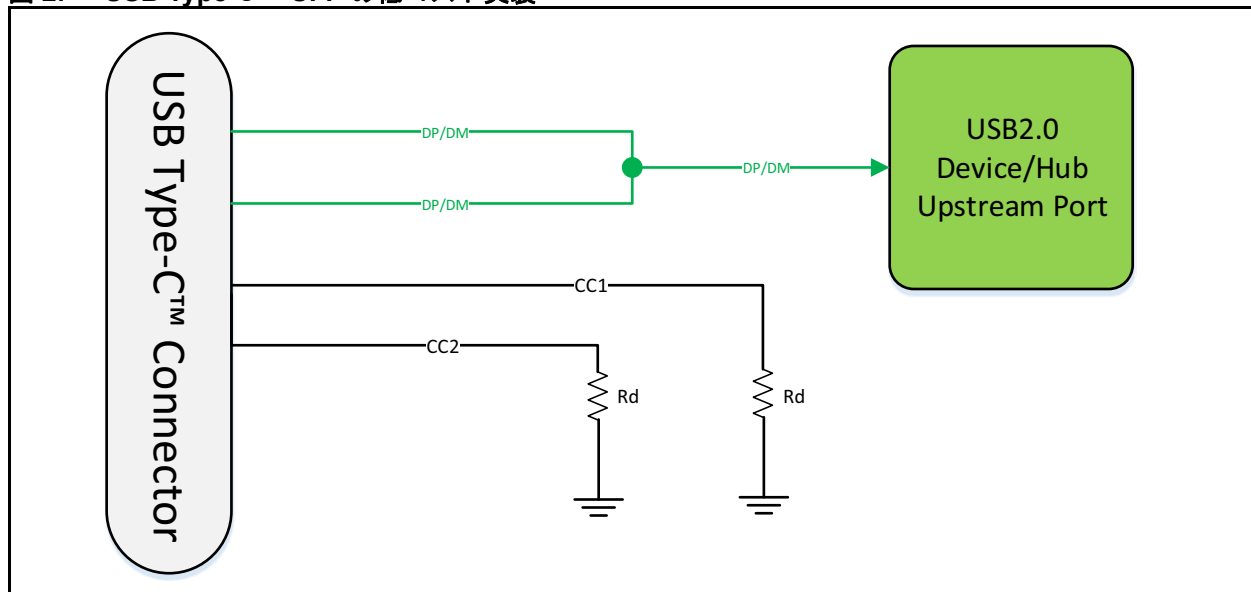 USB Type-C™ Connector
DP/DM
DP/DM
DP/DM
USB2.0
Device/Hub
Upstream Port
CC1
CC2
Rd
Rd